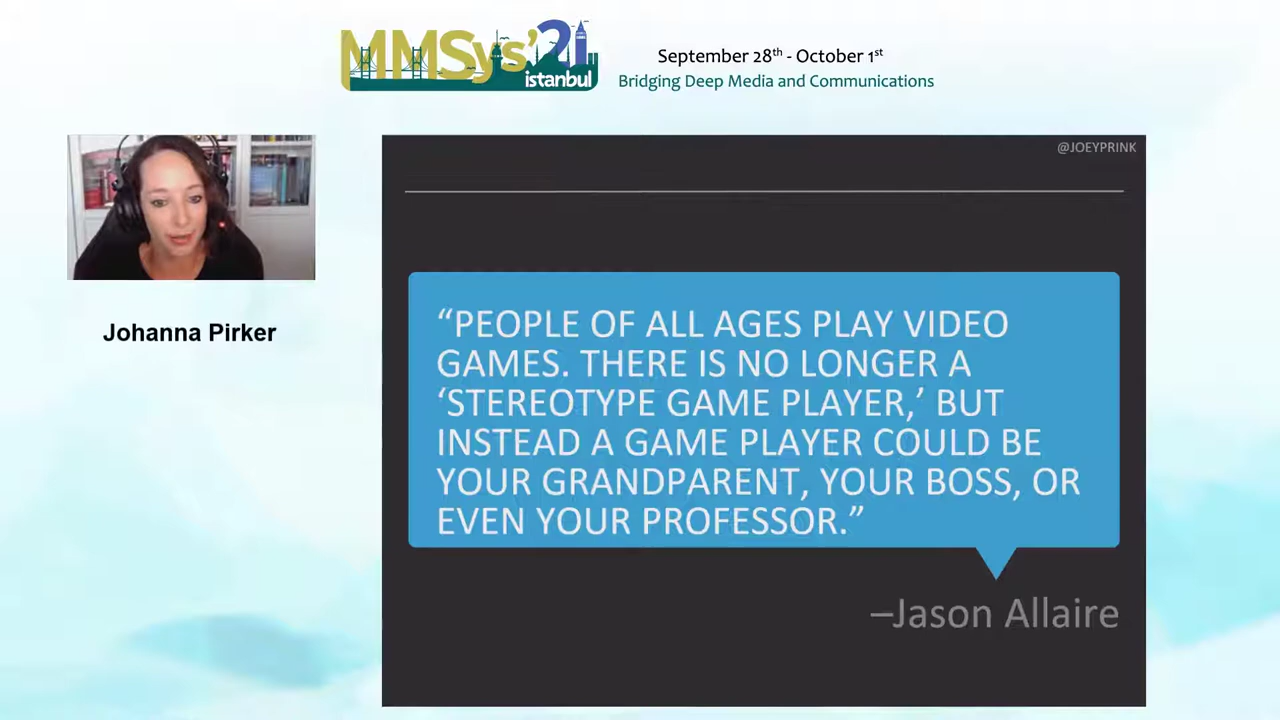 MMSys'21
istanbul
September 28th - October 1st
Bridging Deep Media and Communications
@JOEYPRINK
Johanna Pirker
“PEOPLE OF ALL AGES PLAY VIDEO
GAMES. THERE IS NO LONGER A
‘STEREOTYPE GAME PLAYER,’ BUT
INSTEAD A GAME PLAYER COULD BE
YOUR GRANDPARENT, YOUR BOSS, OR
EVEN YOUR PROFESSOR.”
–Jason Allaire